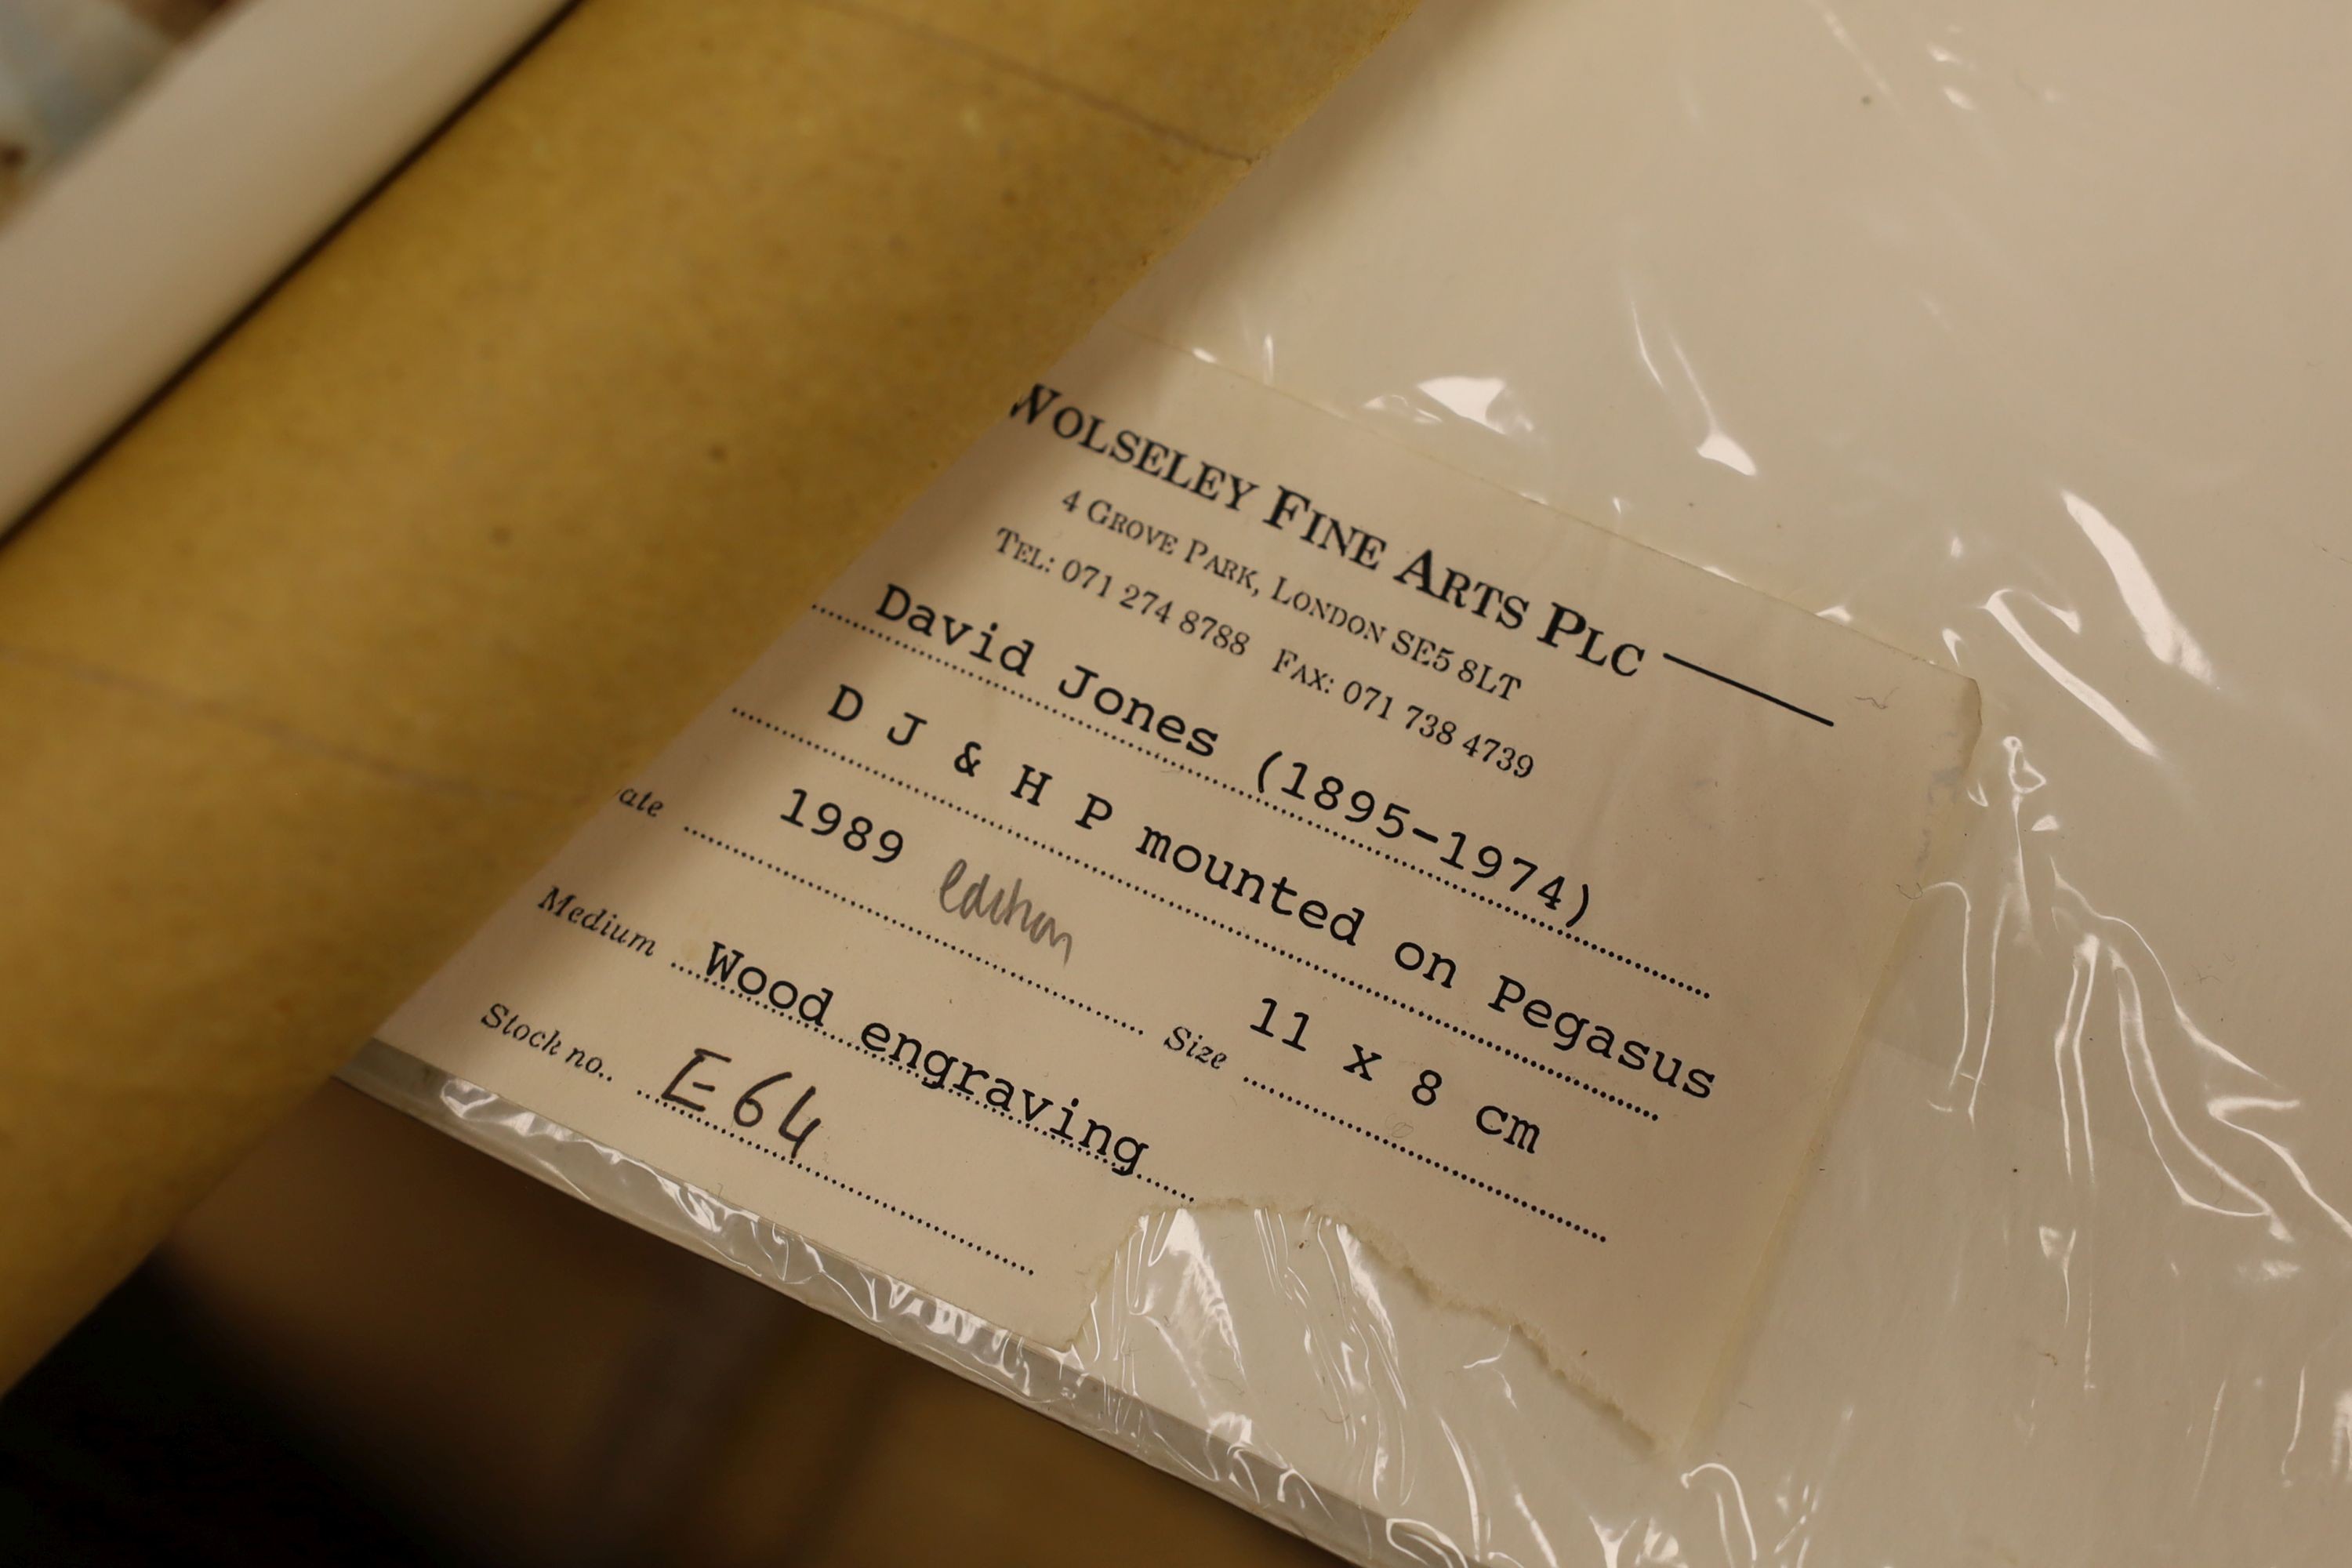 WOLSELEY FINE ARTS PLC
4 GROVE PARK, LONDON SE5 8LT
TEL: 071 274 8788 FAX: 071 738 4739
David Jones (1895-1974)
D J & H P mounted on Pegasus
ate 1989 edition Size 11 x 8 cm
Medium Wood engraving
Stock no. E64